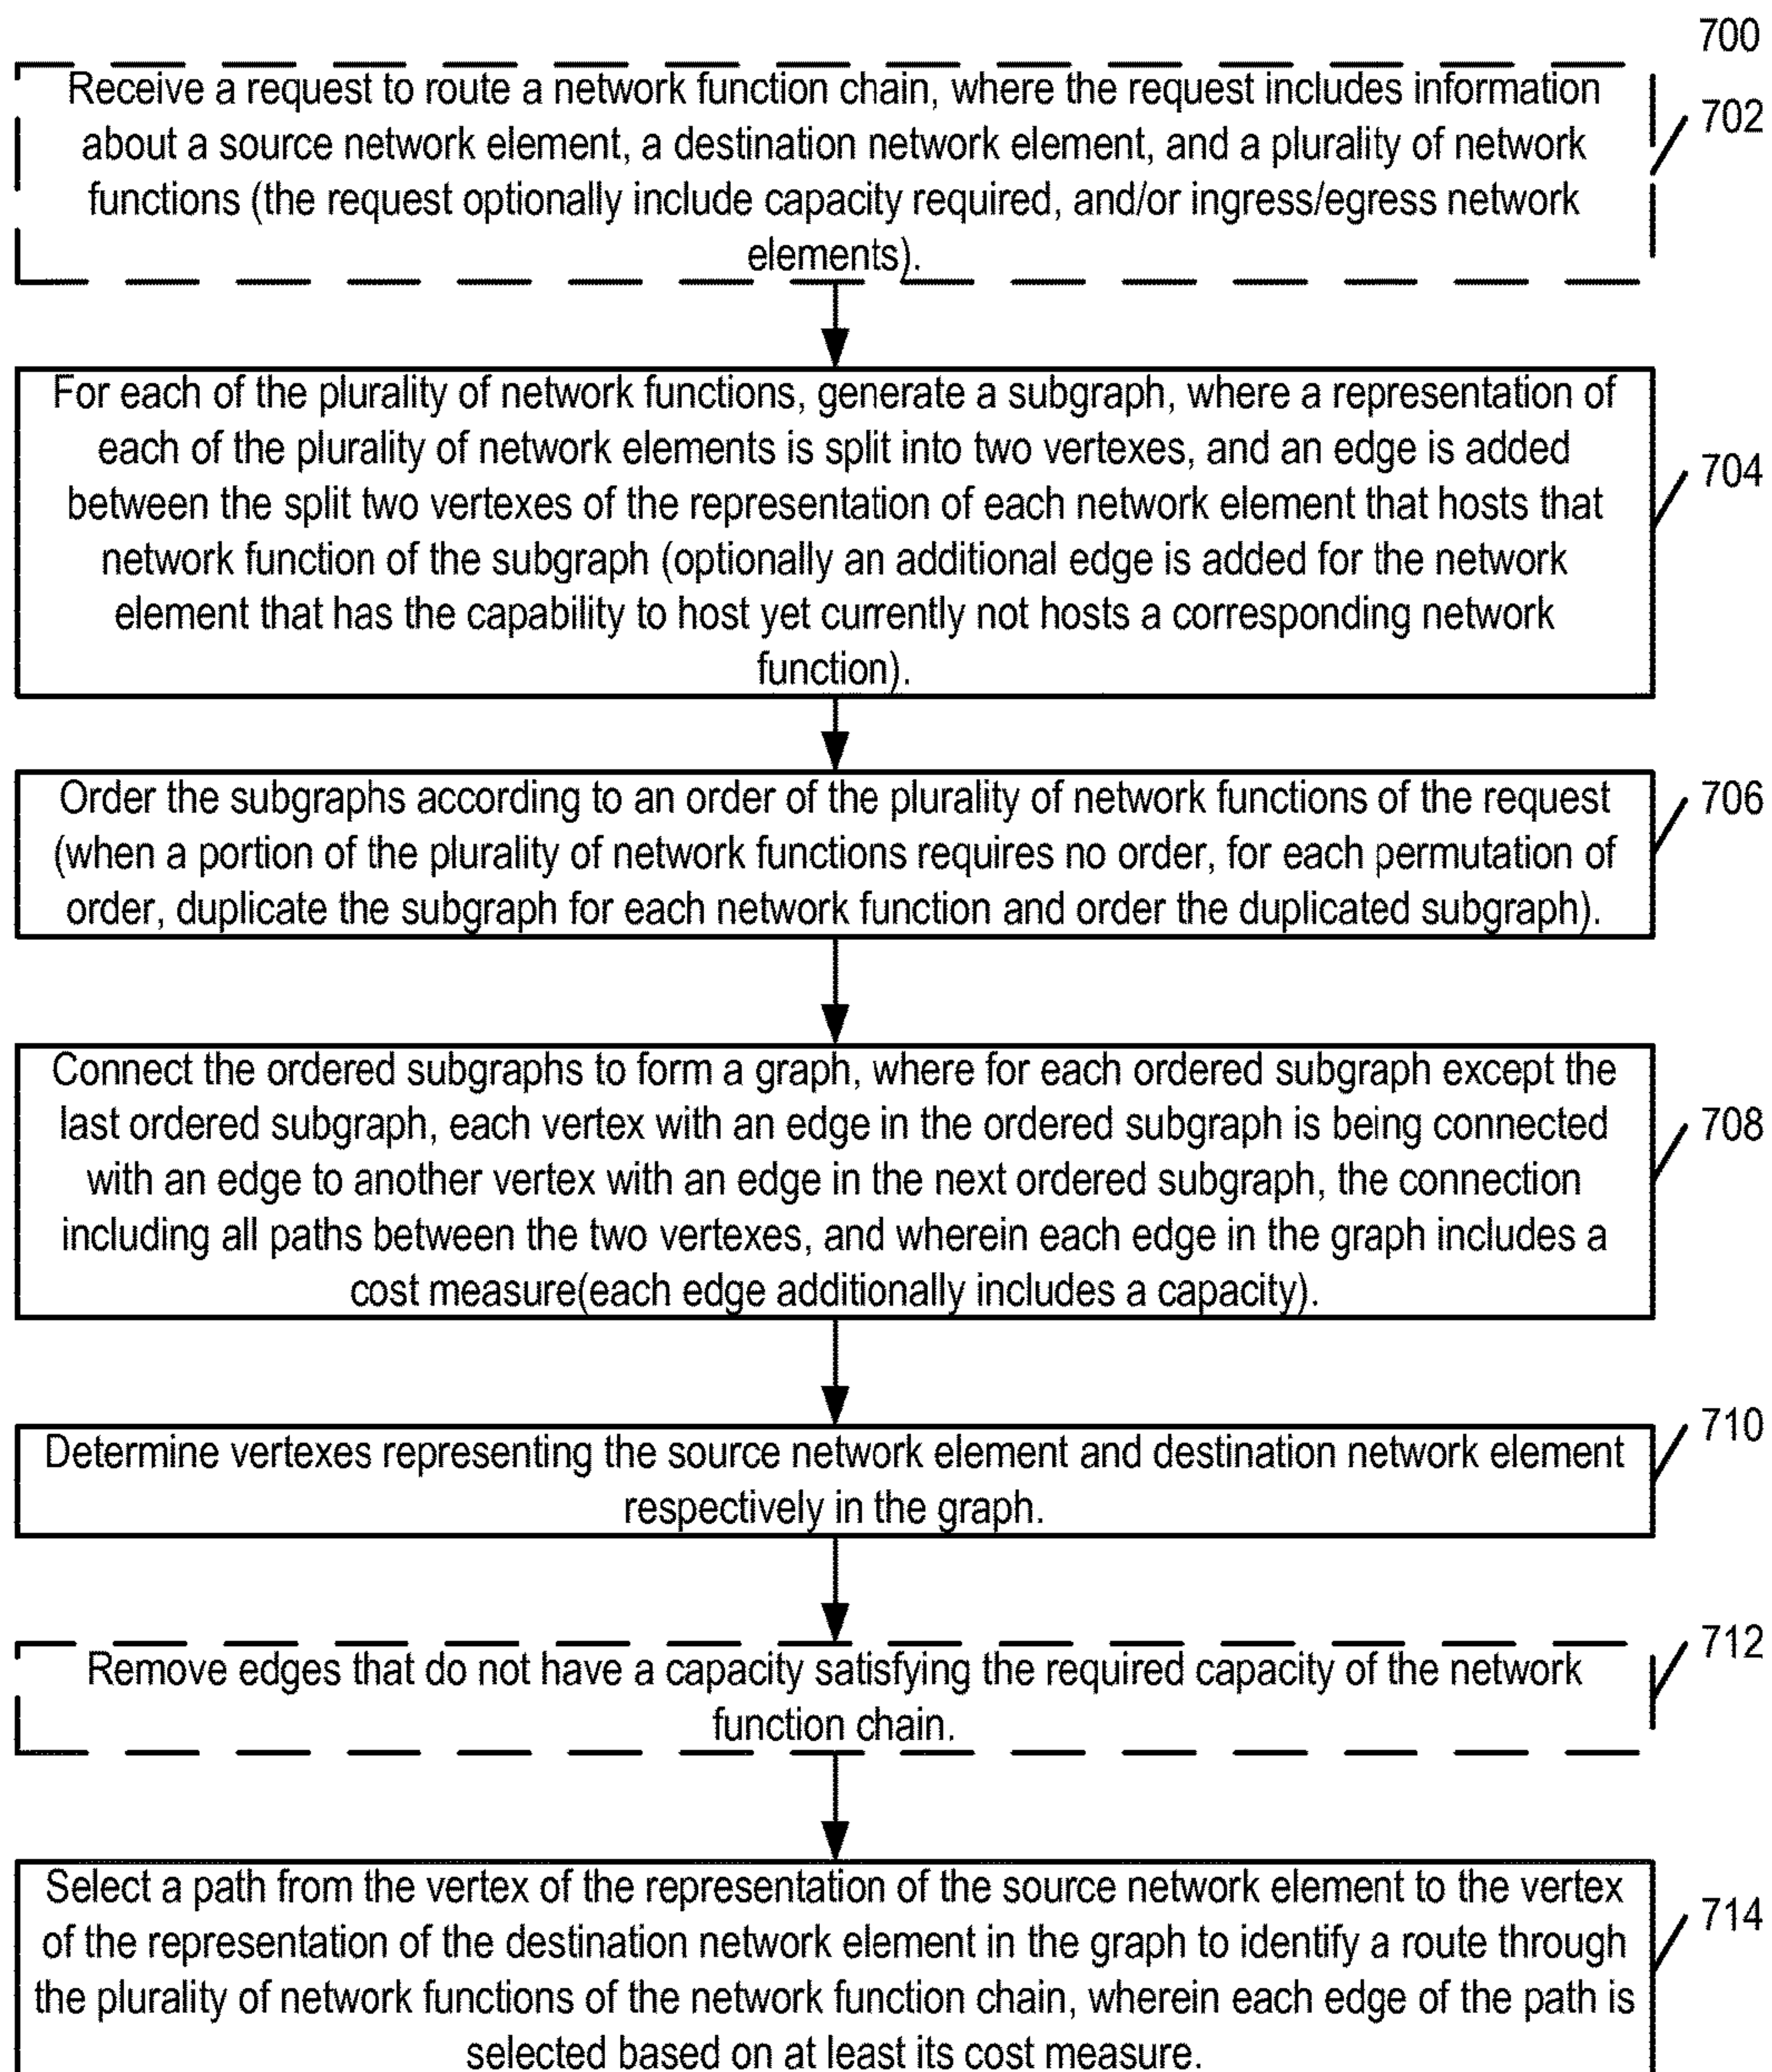 700
Receive a request to route a network function chain, where the request includes information
about a source network element, a destination network element, and a plurality of network
functions (the request optionally include capacity required, and/or ingress/egress network
elements).
702
For each of the plurality of network functions, generate a subgraph, where a representation of
each of the plurality of network elements is split into two vertexes, and an edge is added
between the split two vertexes of the representation of each network element that hosts that
network function of the subgraph (optionally an additional edge is added for the network
element that has the capability to host yet currently not hosts a corresponding network
function).
704
Order the subgraphs according to an order of the plurality of network functions of the request
(when a portion of the plurality of network functions requires no order, for each permutation of
order, duplicate the subgraph for each network function and order the duplicated subgraph).
706
Connect the ordered subgraphs to form a graph, where for each ordered subgraph except the
last ordered subgraph, each vertex with an edge in the ordered subgraph is being connected
with an edge to another vertex with an edge in the next ordered subgraph, the connection
including all paths between the two vertexes, and wherein each edge in the graph includes a
cost measure(each edge additionally includes a capacity).
708
Determine vertexes representing the source network element and destination network element
respectively in the graph.
710
Remove edges that do not have a capacity satisfying the required capacity of the network
function chain.
712
Select a path from the vertex of the representation of the source network element to the vertex
of the representation of the destination network element in the graph to identify a route through
the plurality of network functions of the network function chain, wherein each edge of the path is
selected based on at least its cost measure.
714